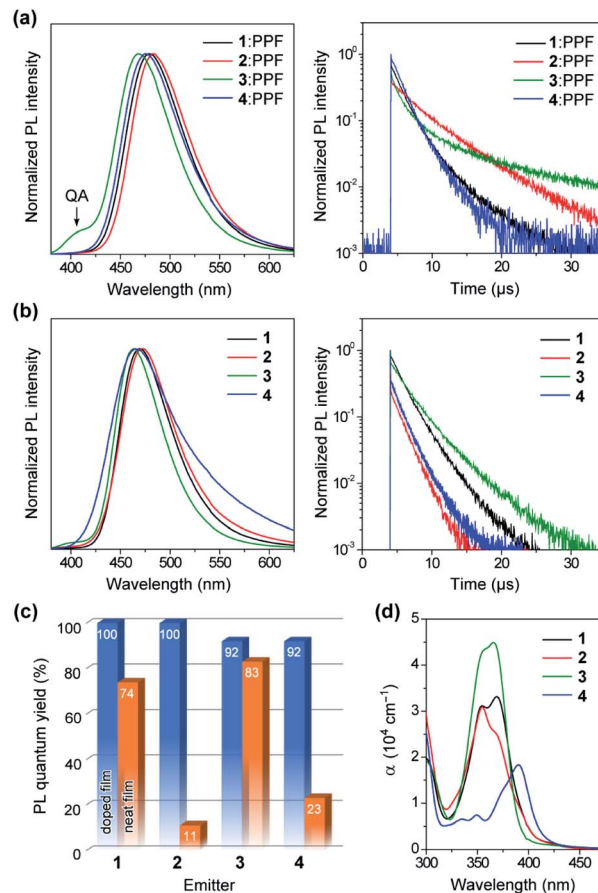 (a)
Normalized PL intensity
1:PPF
2:PPF
3:PPF
4:PPF
QA
400 450 500 550 600
Wavelength (nm)
Normalized PL intensity
10⁰
10⁻¹
10⁻²
10⁻³
1:PPF
2:PPF
3:PPF
4:PPF
0 10 20 30
Time (μs)
(b)
Normalized PL intensity
1
2
3
4
400 450 500 550 600
Wavelength (nm)
Normalized PL intensity
10⁰
10⁻¹
10⁻²
10⁻³
1
2
3
4
0 10 20 30
Time (μs)
(c)
PL quantum yield (%)
100
80
60
40
20
0
100 74 100 11 92 83 92 23
doped film
neat film
1 2 3 4
Emitter
(d)
α (10⁴ cm⁻¹)
5
4
3
2
1
0
1
2
3
4
300 350 400 450
Wavelength (nm)